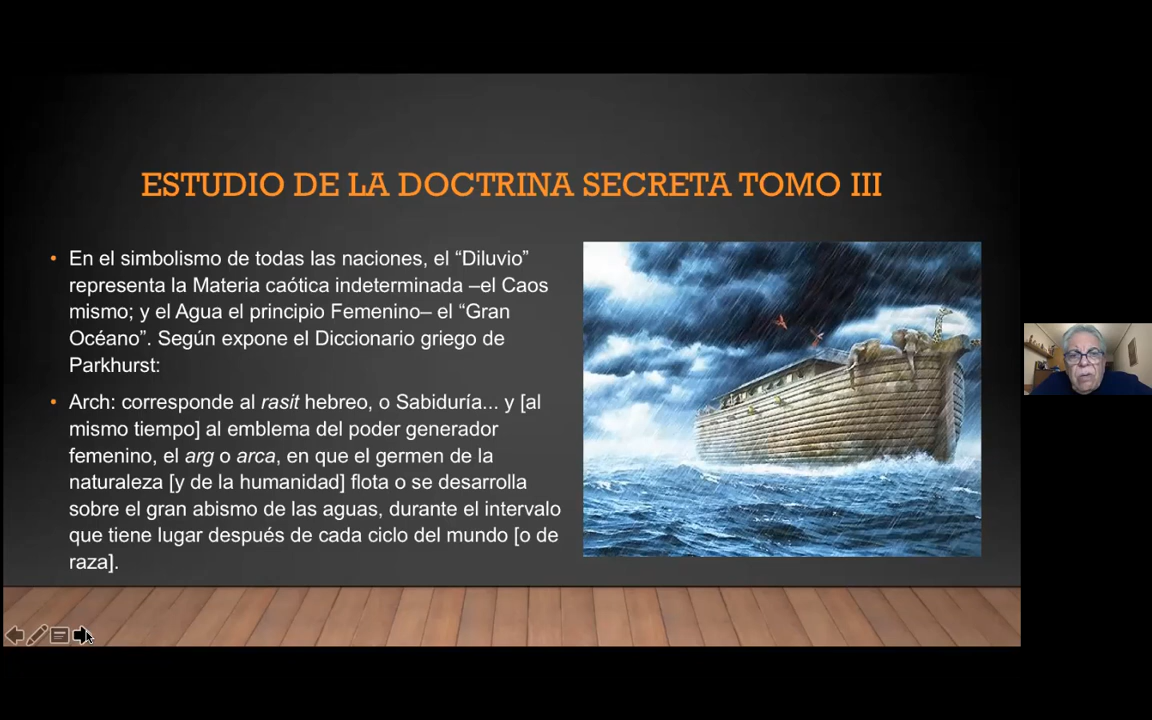 ESTUDIO DE LA DOCTRINA SECRETA TOMO III
• En el simbolismo de todas las naciones, el “Diluvio”
representa la Materia caótica indeterminada –el Caos
mismo; y el Agua el principio Femenino– el “Gran
Océano”. Según expone el Diccionario griego de
Parkhurst:
• Arch: corresponde al rasit hebreo, o Sabiduría... y [al
mismo tiempo] al emblema del poder generador
femenino, el arg o arca, en que el germen de la
naturaleza [y de la humanidad] flota o se desarrolla
sobre el gran abismo de las aguas, durante el intervalo
que tiene lugar después de cada ciclo del mundo [o de
raza].